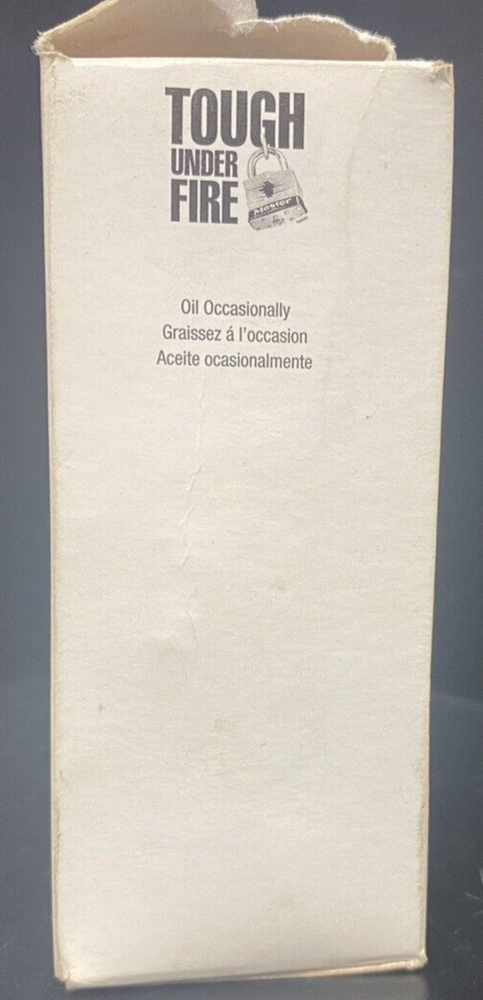 TOUGH
UNDER
FIRE
Master
Oil Occasionally
Graissez á l'occasion
Aceite ocasionalmente